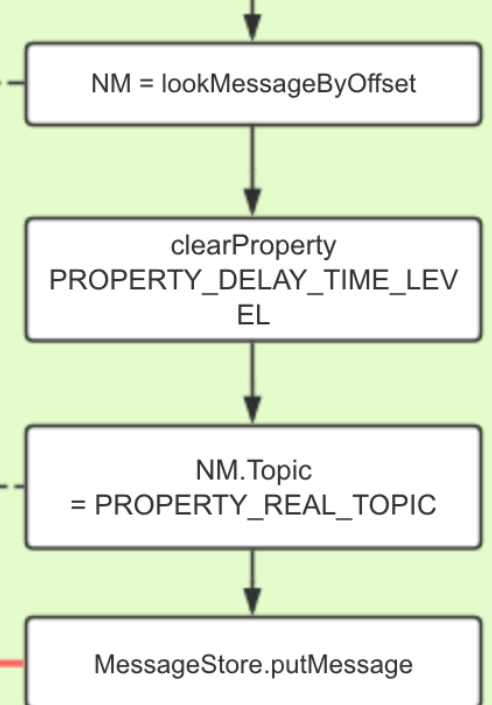 NM = lookMessageByOffset
clearProperty
PROPERTY_DELAY_TIME_LEV
EL
NM.Topic
= PROPERTY_REAL_TOPIC
MessageStore.putMessage